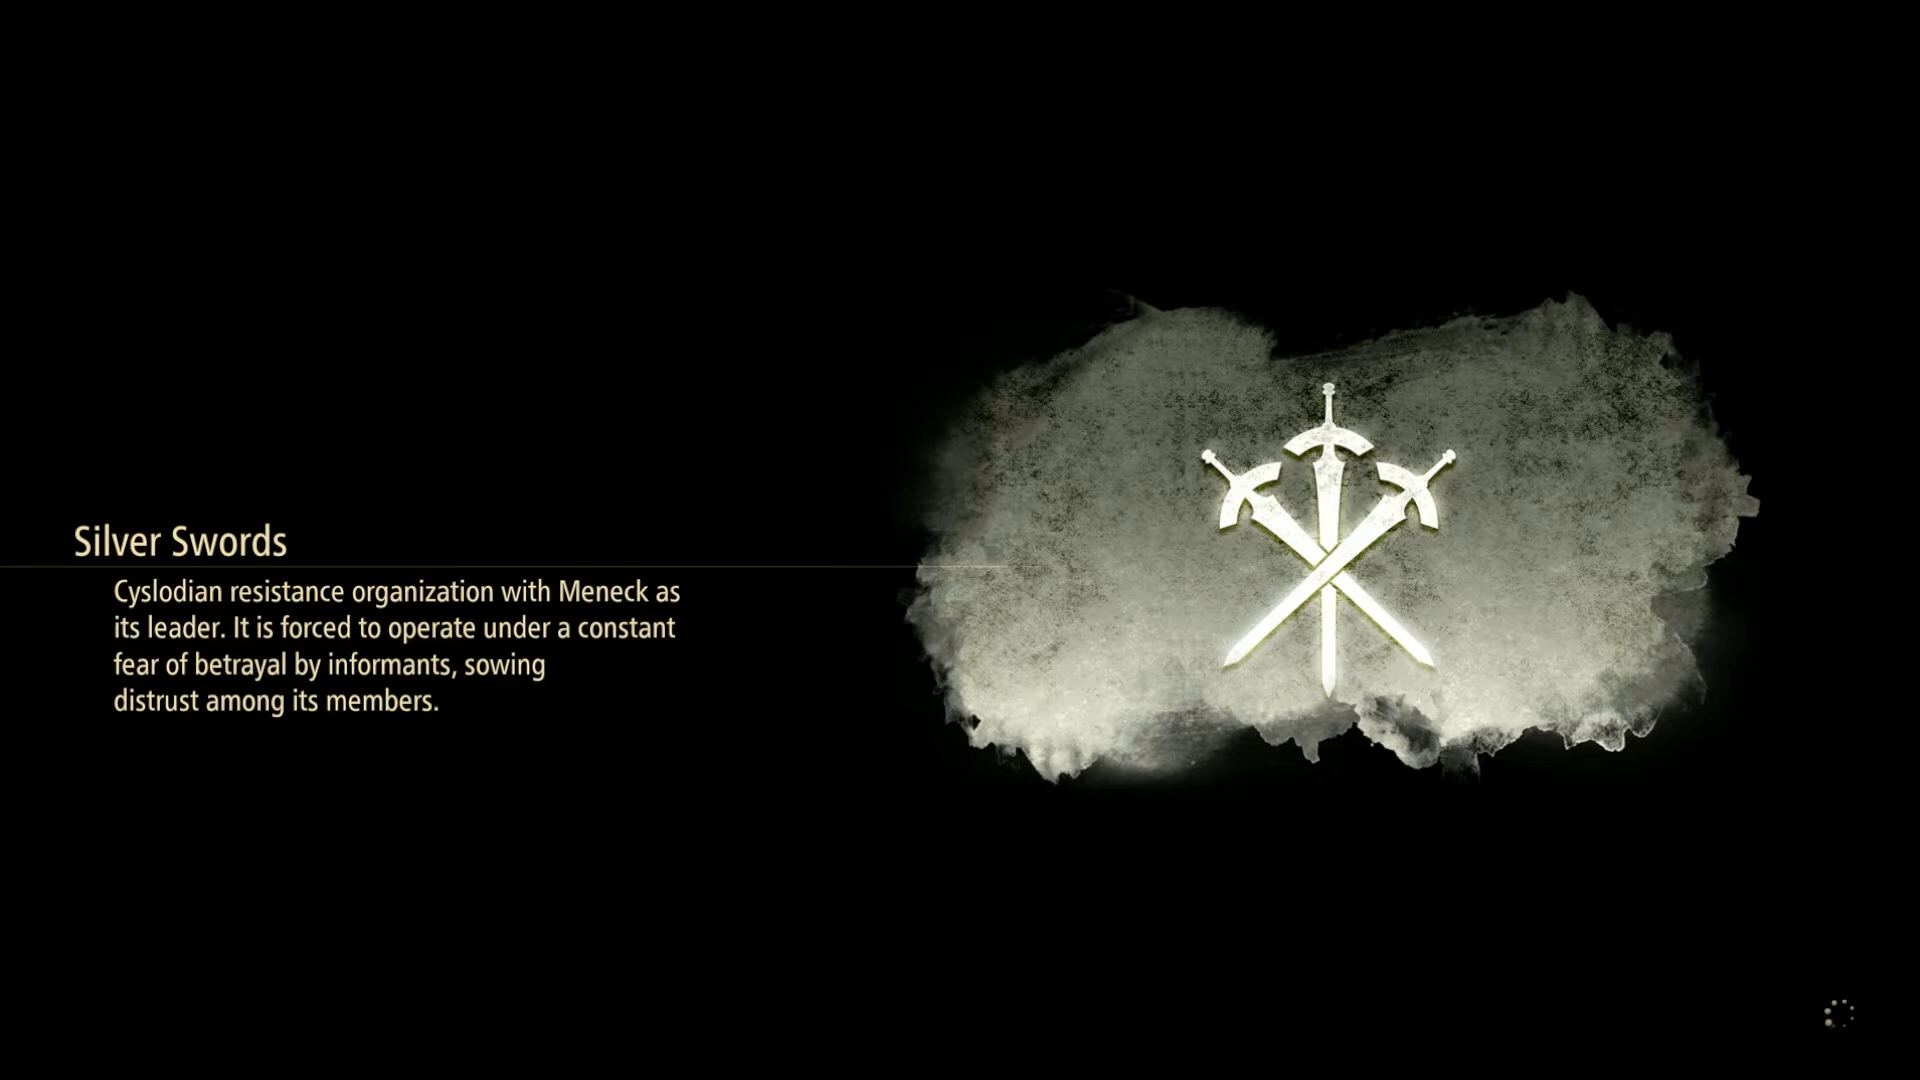 Silver Swords
Cyslodian resistance organization with Meneck as
its leader. It is forced to operate under a constant
fear of betrayal by informants, sowing
distrust among its members.